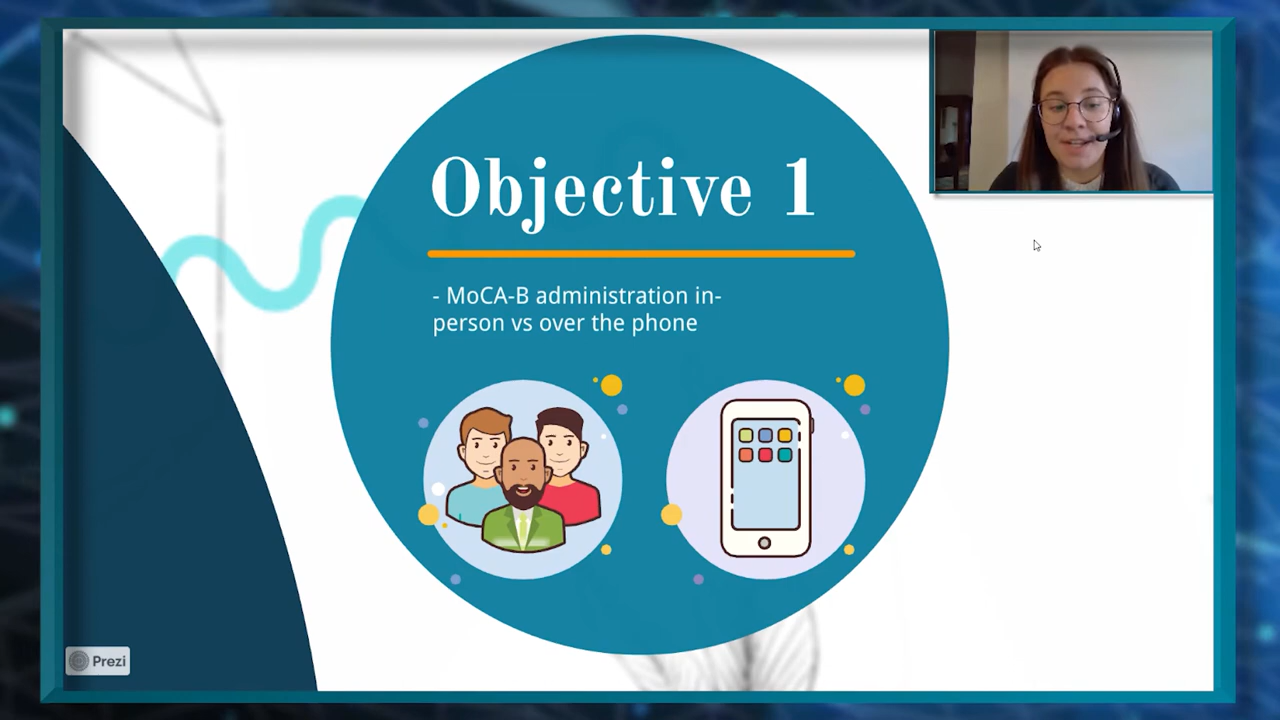 Objective 1
- MoCA-B administration in-
person vs over the phone
Prezi